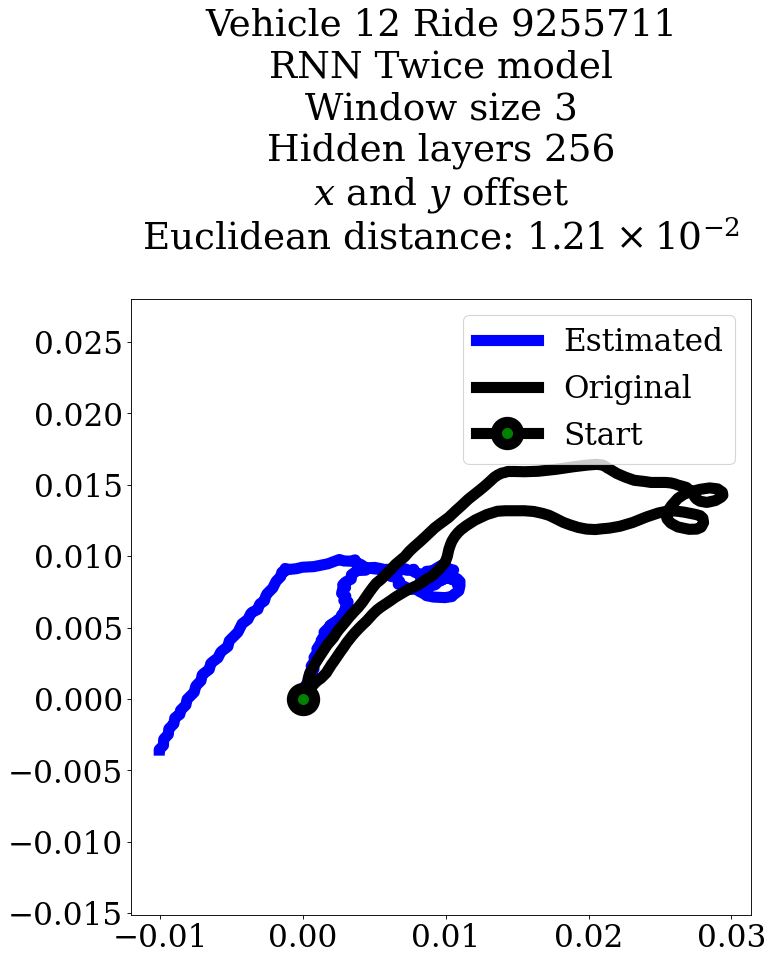 Vehicle 12 Ride 9255711
RNN Twice model
Window size 3
Hidden layers 256
x and y offset
Euclidean distance: 1.21 × 10⁻²
Estimated
Original
Start
0.025
0.020
0.015
0.010
0.005
0.000
−0.005
−0.010
−0.015
−0.01 0.00 0.01 0.02 0.03